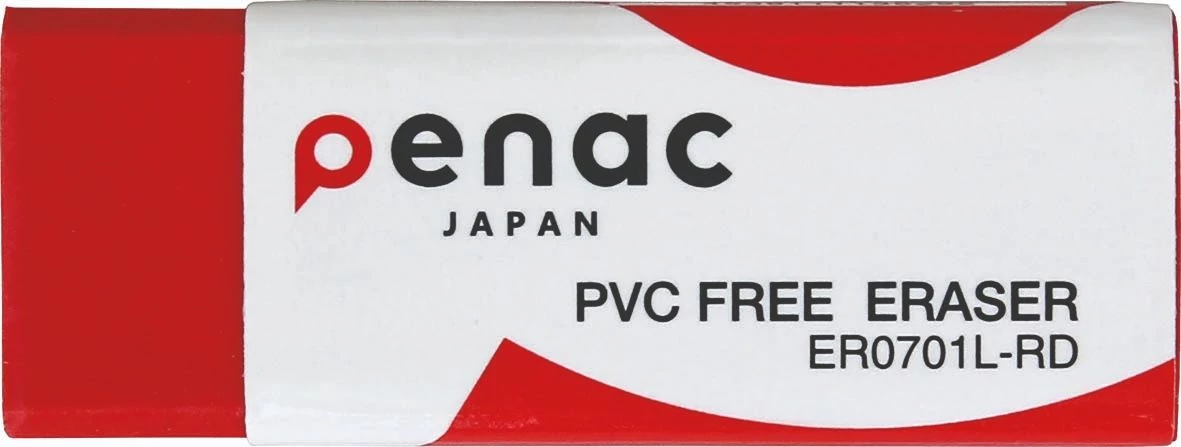 penac
JAPAN
PVC FREE ERASER
ER0701L-RD